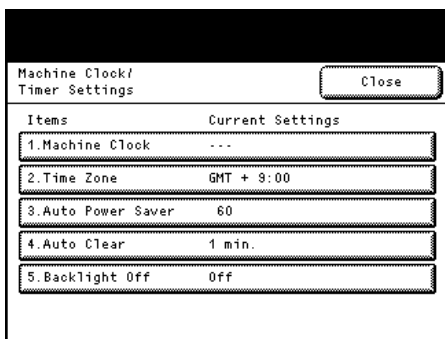 Machine Clock/
Timer Settings
Close
Items Current Settings
1.Machine Clock ---
2.Time Zone GMT + 9:00
3.Auto Power Saver 60
4.Auto Clear 1 min.
5.Backlight Off Off